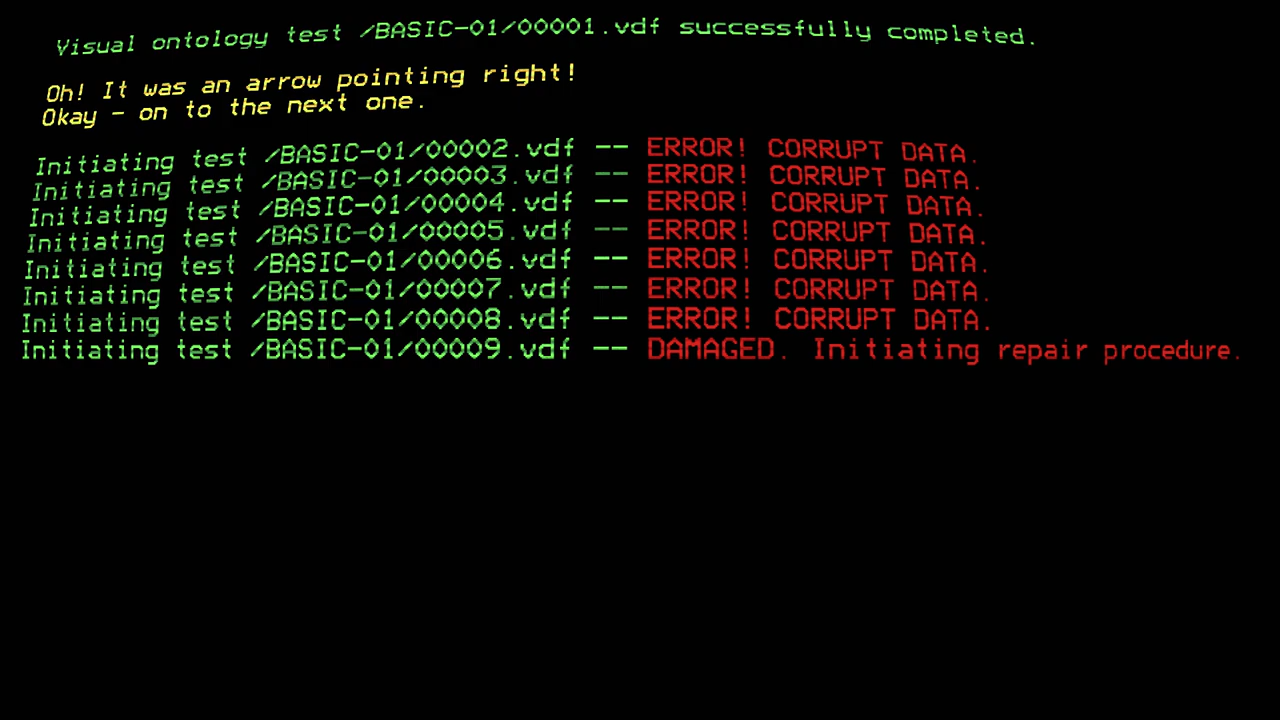 Visual ontology test /BASIC-01/00001.vdf successfully completed.
Oh! It was an arrow pointing right!
Okay - on to the next one.
Initiating test /BASIC-01/00002.vdf -- ERROR! CORRUPT DATA.
Initiating test /BASIC-01/00003.vdf -- ERROR! CORRUPT DATA.
Initiating test /BASIC-01/00004.vdf -- ERROR! CORRUPT DATA.
Initiating test /BASIC-01/00005.vdf -- ERROR! CORRUPT DATA.
Initiating test /BASIC-01/00006.vdf -- ERROR! CORRUPT DATA.
Initiating test /BASIC-01/00007.vdf -- ERROR! CORRUPT DATA.
Initiating test /BASIC-01/00008.vdf -- ERROR! CORRUPT DATA.
Initiating test /BASIC-01/00009.vdf -- DAMAGED. Initiating repair procedure.